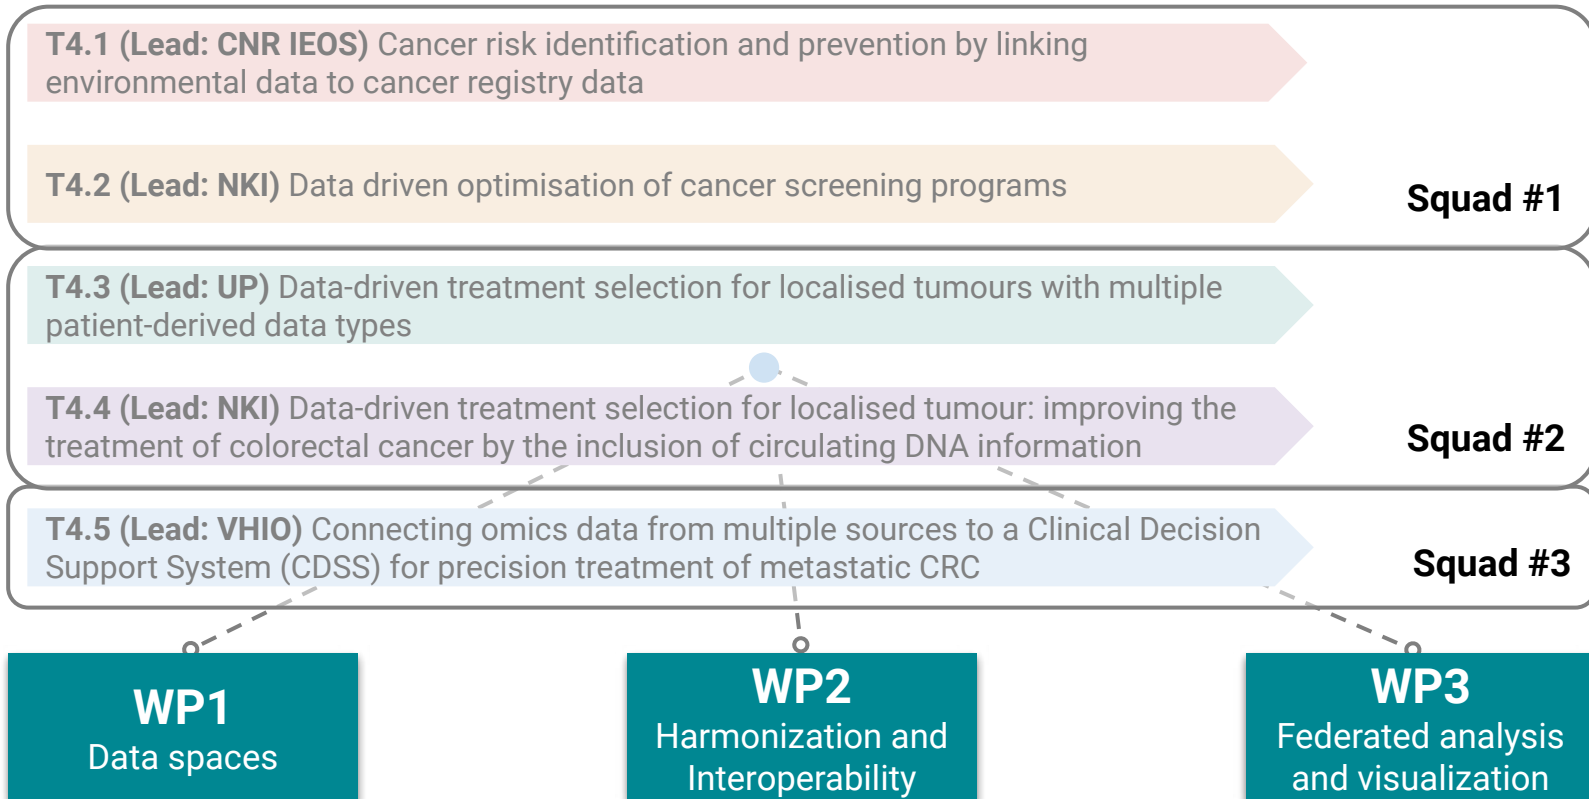 T4.1 (Lead: CNR IEOS) Cancer risk identification and prevention by linking
environmental data to cancer registry data
T4.2 (Lead: NKI) Data driven optimisation of cancer screening programs
Squad #1
T4.3 (Lead: UP) Data-driven treatment selection for localised tumours with multiple
patient-derived data types
T4.4 (Lead: NKI) Data-driven treatment selection for localised tumour: improving the
treatment of colorectal cancer by the inclusion of circulating DNA information
Squad #2
T4.5 (Lead: VHIO) Connecting omics data from multiple sources to a Clinical Decision
Support System (CDSS) for precision treatment of metastatic CRC
Squad #3
WP1
Data spaces
WP2
Harmonization and
Interoperability
WP3
Federated analysis
and visualization